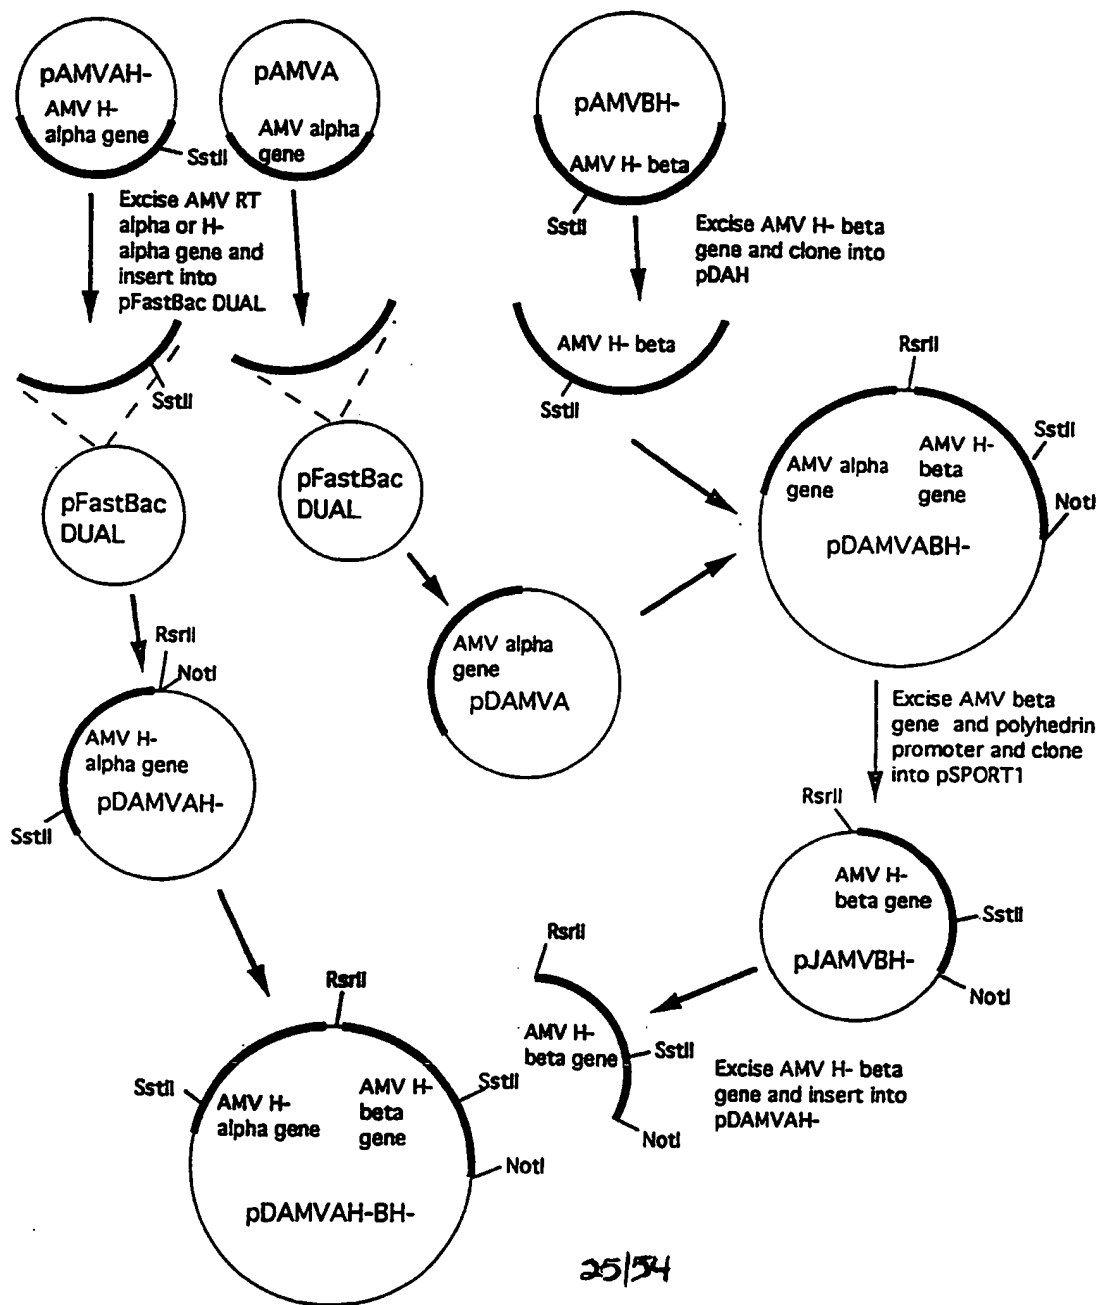 pAMVAH-
AMV H-
alpha gene
SstII
pAMVA
AMV alpha
gene
pAMVBH-
AMV H- beta
SstII
Excise AMV RT
alpha or H-
alpha gene and
insert into
pFastBac DUAL
Excise AMV H- beta
gene and clone into
pDAH
SstII
AMV H- beta
SstII
pFastBac
DUAL
pFastBac
DUAL
RsrII
AMV alpha
gene
AMV H-
beta
gene
SstII
NotI
pDAMVABH-
RsrII
NotI
AMV H-
alpha gene
pDAMVAH-
SstII
AMV alpha
gene
pDAMVA
Excise AMV beta
gene and polyhedrin
promoter and clone
into pSPORT1
RsrII
AMV H-
beta gene
SstII
pJAMVBH-
NotI
RsrII
AMV H-
beta gene
SstII
NotI
Excise AMV H- beta
gene and insert into
pDAMVAH-
RsrII
SstII
AMV H-
alpha gene
AMV H-
beta
gene
SstII
NotI
pDAMVAH-BH-
25/54